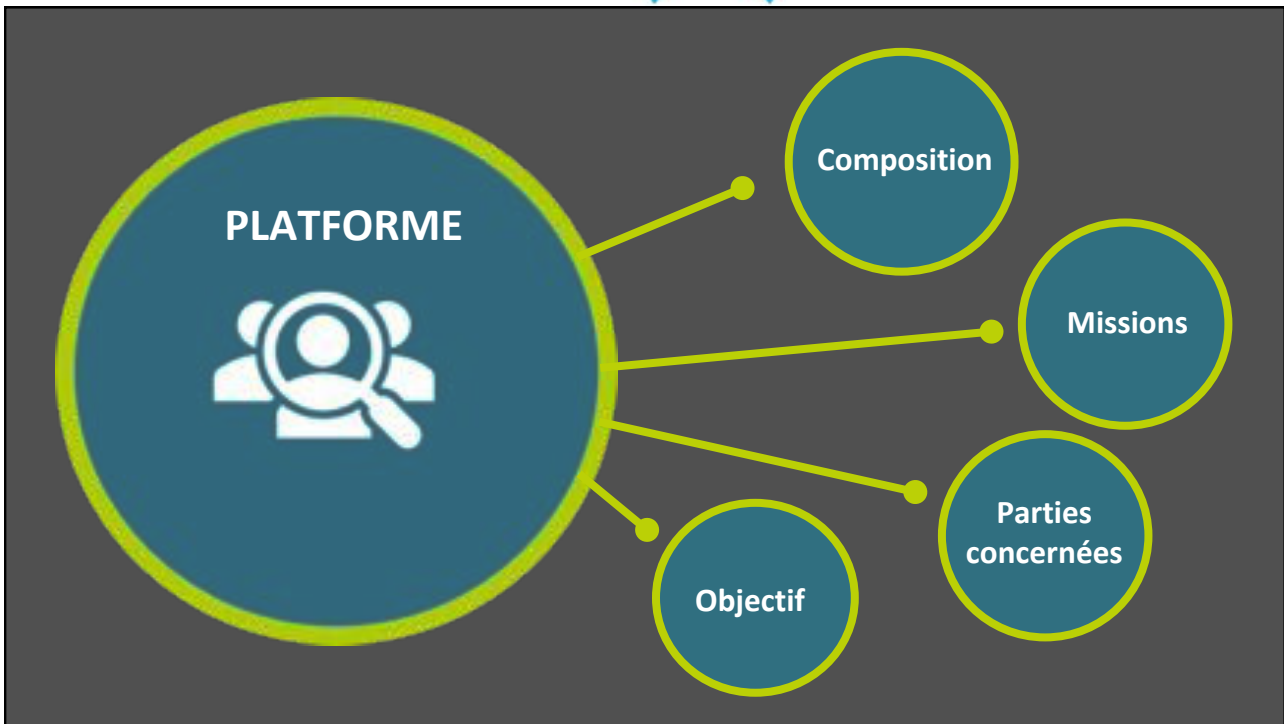 PLATFORME
Composition
Missions
Parties
concernées
Objectif